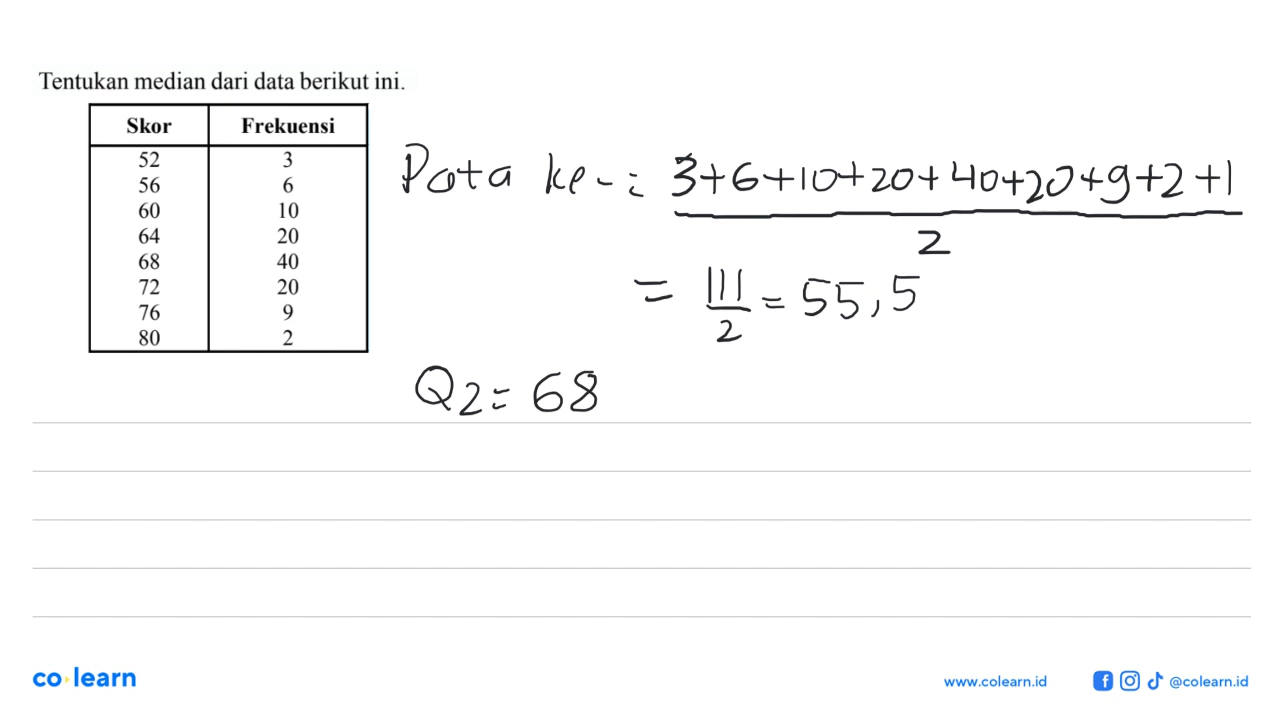 Tentukan median dari data berikut ini.
Skor Frekuensi
52 3
56 6
60 10
64 20
68 40
72 20
76 9
80 2
Data ke-: 3+6+10+20+40+20+9+2+1
2
= 111/2 = 55,5
Q2 = 68
co·learn
www.colearn.id @colearn.id